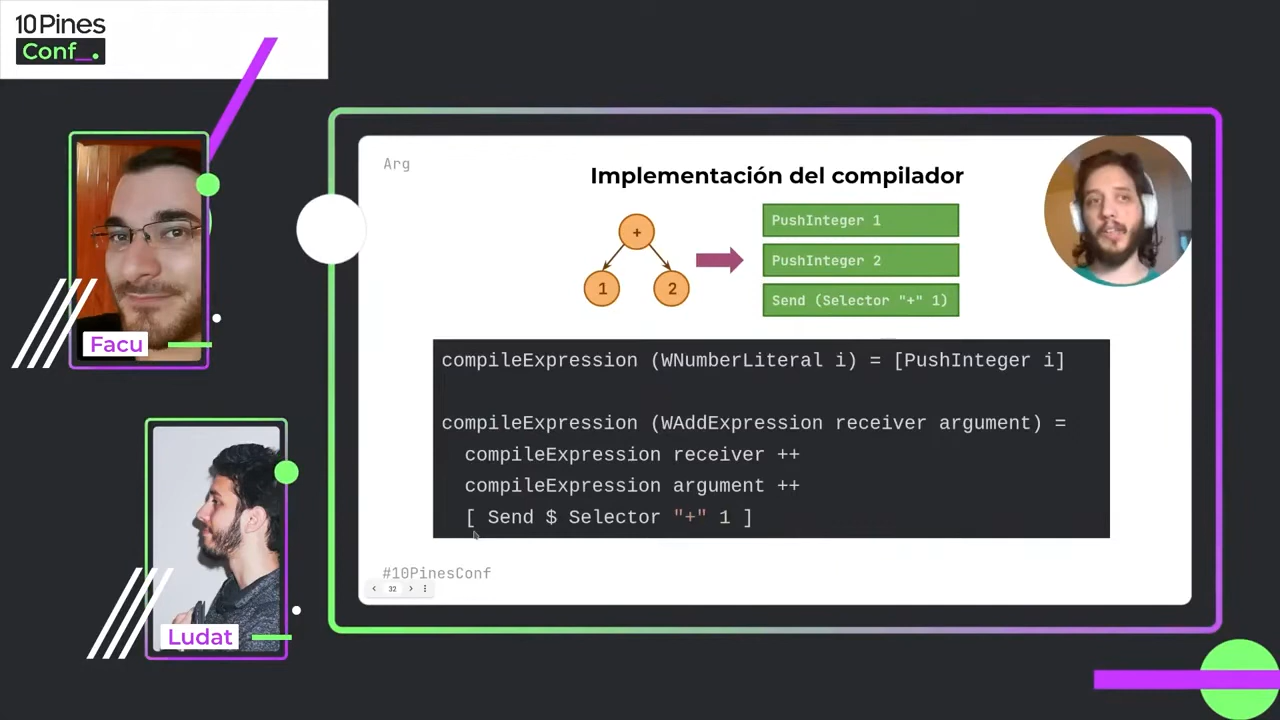 10Pines
Conf_.
Facu
Ludat
Arg
Implementación del compilador
+
1
2
PushInteger 1
PushInteger 2
Send (Selector "+" 1)
compileExpression (WNumberLiteral i) = [PushInteger i]
compileExpression (WAddExpression receiver argument) =
compileExpression receiver ++
compileExpression argument ++
[ Send $ Selector "+" 1 ]
#10PinesConf
32